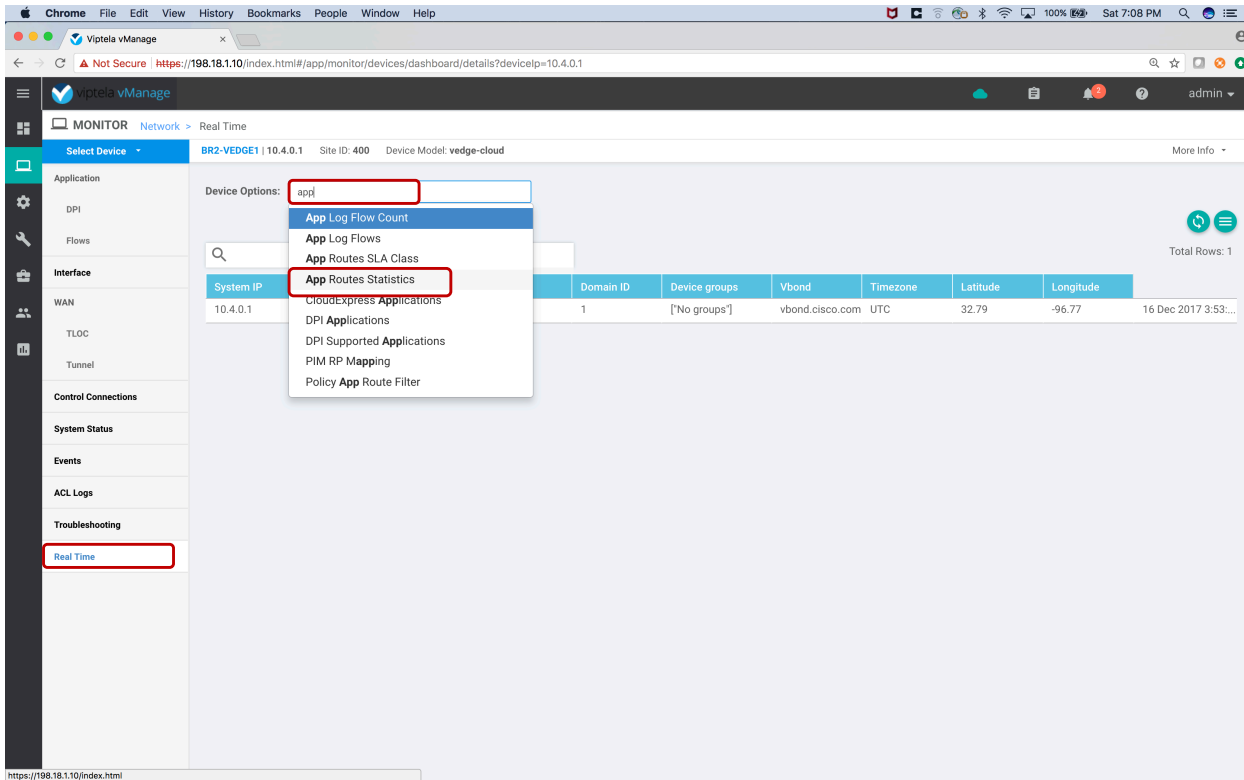 Chrome File Edit View History Bookmarks People Window Help 100% Sat 7:08 PM
Viptela vManage ×
Not Secure https://198.18.1.10/index.html#/app/monitor/devices/dashboard/details?deviceIp=10.4.0.1
viptela vManage 2 admin
MONITOR Network > Real Time
Select Device BR2-VEDGE1 | 10.4.0.1 Site ID: 400 Device Model: vedge-cloud More Info
Application
DPI
Flows
Interface
WAN
TLOC
Tunnel
Control Connections
System Status
Events
ACL Logs
Troubleshooting
Real Time
Device Options: app
App Log Flow Count
App Log Flows
App Routes SLA Class
App Routes Statistics
CloudExpress Applications
DPI Applications
DPI Supported Applications
PIM RP Mapping
Policy App Route Filter
Total Rows: 1
System IP Domain ID Device groups Vbond Timezone Latitude Longitude
10.4.0.1 1 ["No groups"] vbond.cisco.com UTC 32.79 -96.77 16 Dec 2017 3:53:...
https://198.18.1.10/index.html